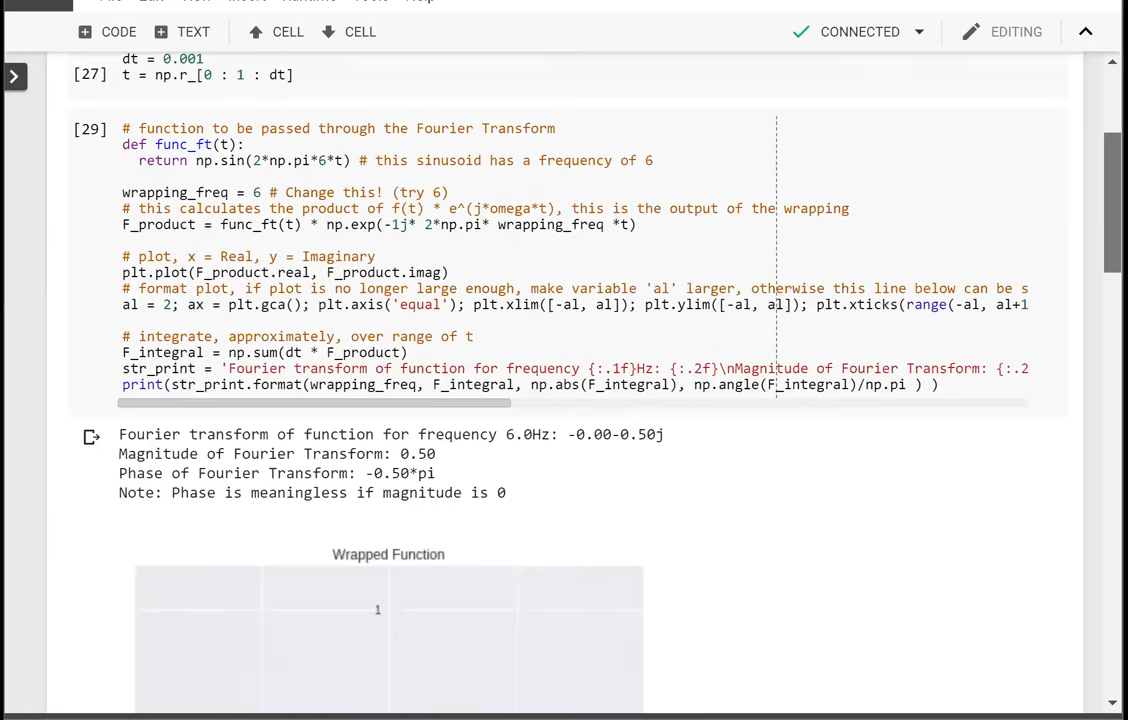 CODE TEXT CELL CELL CONNECTED EDITING
dt = 0.001
[27] t = np.r_[0 : 1 : dt]
[29] # function to be passed through the Fourier Transform
def func_ft(t):
return np.sin(2*np.pi*6*t) # this sinusoid has a frequency of 6
wrapping_freq = 6 # Change this! (try 6)
# this calculates the product of f(t) * e^(j*omega*t), this is the output of the wrapping
F_product = func_ft(t) * np.exp(-1j* 2*np.pi* wrapping_freq *t)
# plot, x = Real, y = Imaginary
plt.plot(F_product.real, F_product.imag)
# format plot, if plot is no longer large enough, make variable 'al' larger, otherwise this line below can be s
al = 2; ax = plt.gca(); plt.axis('equal'); plt.xlim([-al, al]); plt.ylim([-al, al]); plt.xticks(range(-al, al+1
# integrate, approximately, over range of t
F_integral = np.sum(dt * F_product)
str_print = 'Fourier transform of function for frequency {:.1f}Hz: {:.2f}\nMagnitude of Fourier Transform: {:.2
print(str_print.format(wrapping_freq, F_integral, np.abs(F_integral), np.angle(F_integral)/np.pi ) )
Fourier transform of function for frequency 6.0Hz: -0.00-0.50j
Magnitude of Fourier Transform: 0.50
Phase of Fourier Transform: -0.50*pi
Note: Phase is meaningless if magnitude is 0
Wrapped Function
1